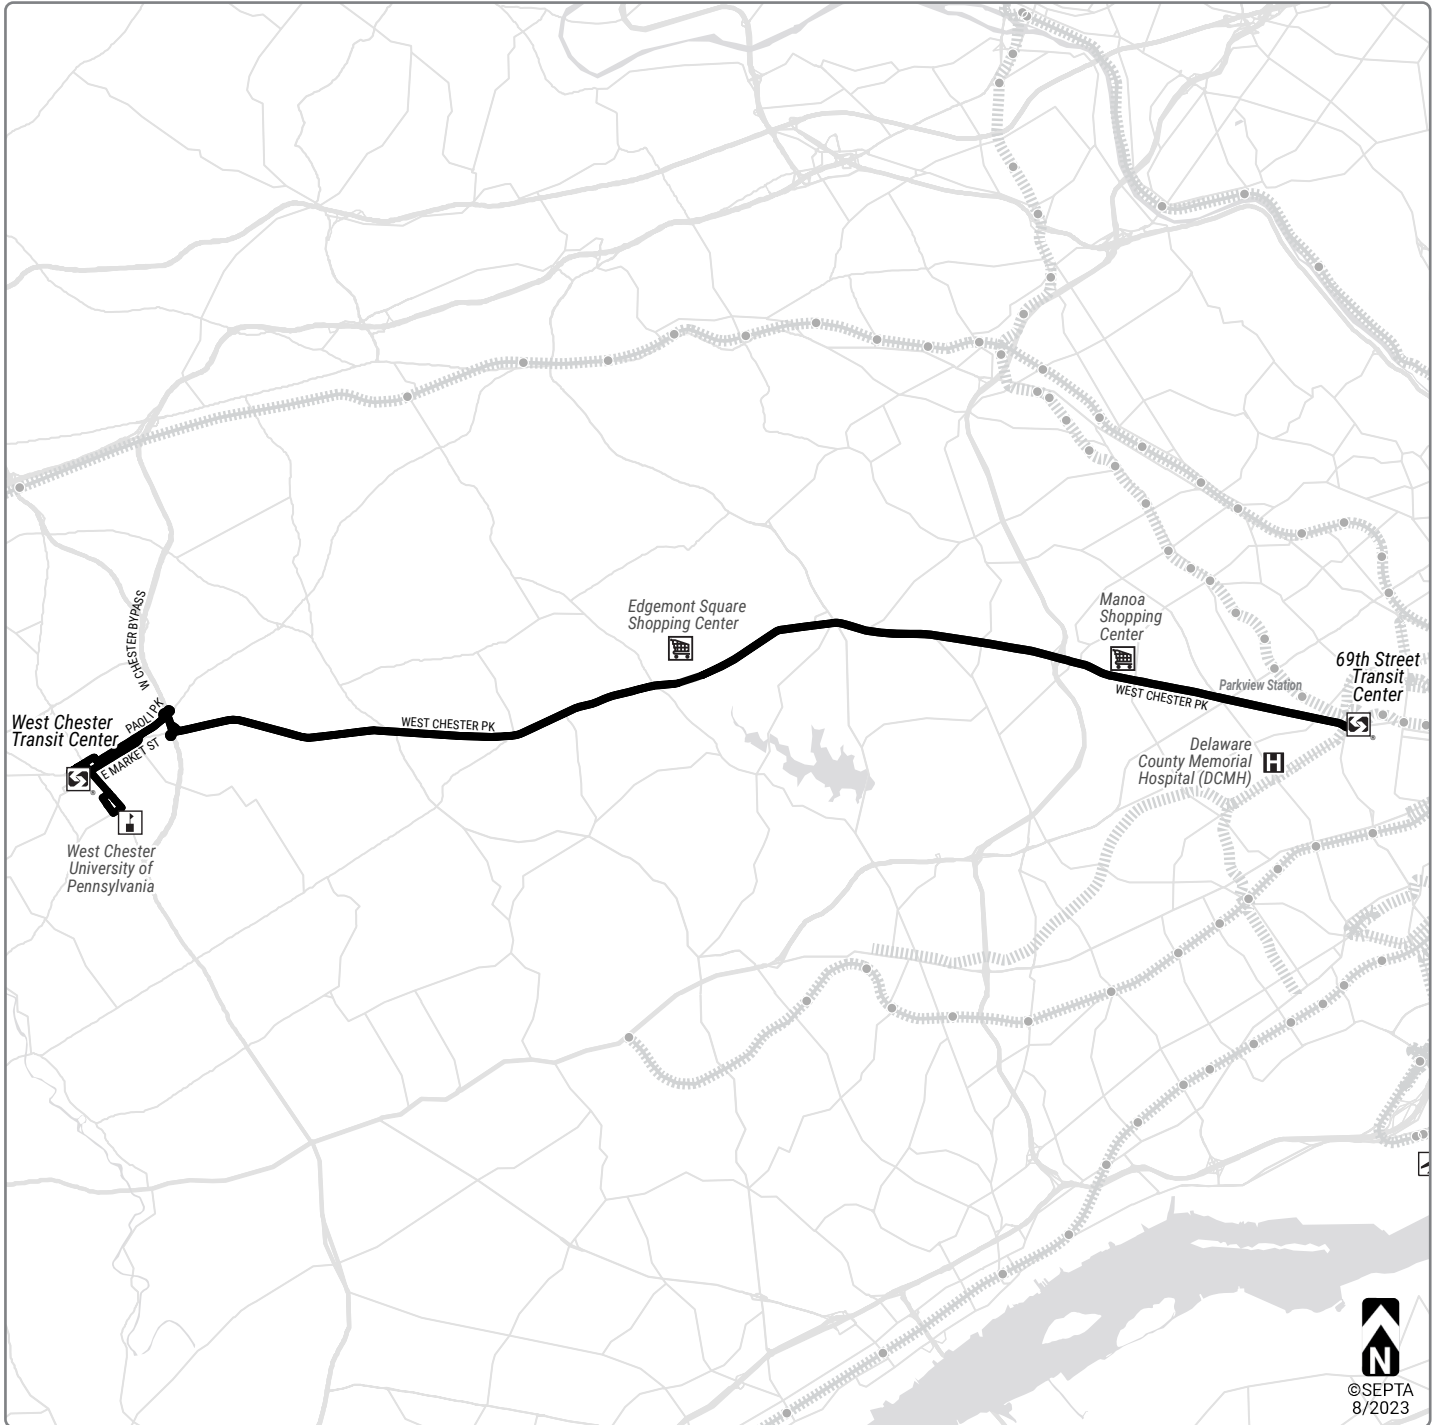 W CHESTER BYPASS
Edgemont Square
Shopping Center
Manoa
Shopping
Center
69th Street
Transit
Center
Parkview Station
WEST CHESTER PK
PAOLI PK
West Chester
Transit Center
E MARKET ST
WEST CHESTER PK
Delaware
County Memorial
Hospital (DCMH)
H
West Chester
University of
Pennsylvania
N
©SEPTA
8/2023